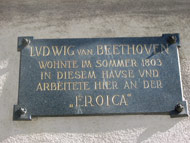 LVDWIG VAN BEETHOVEN
WOHNTE IM SOMMER 1803
IN DIESEM HAVSE VND
ARBEITETE HIER AN DER
„EROICA“